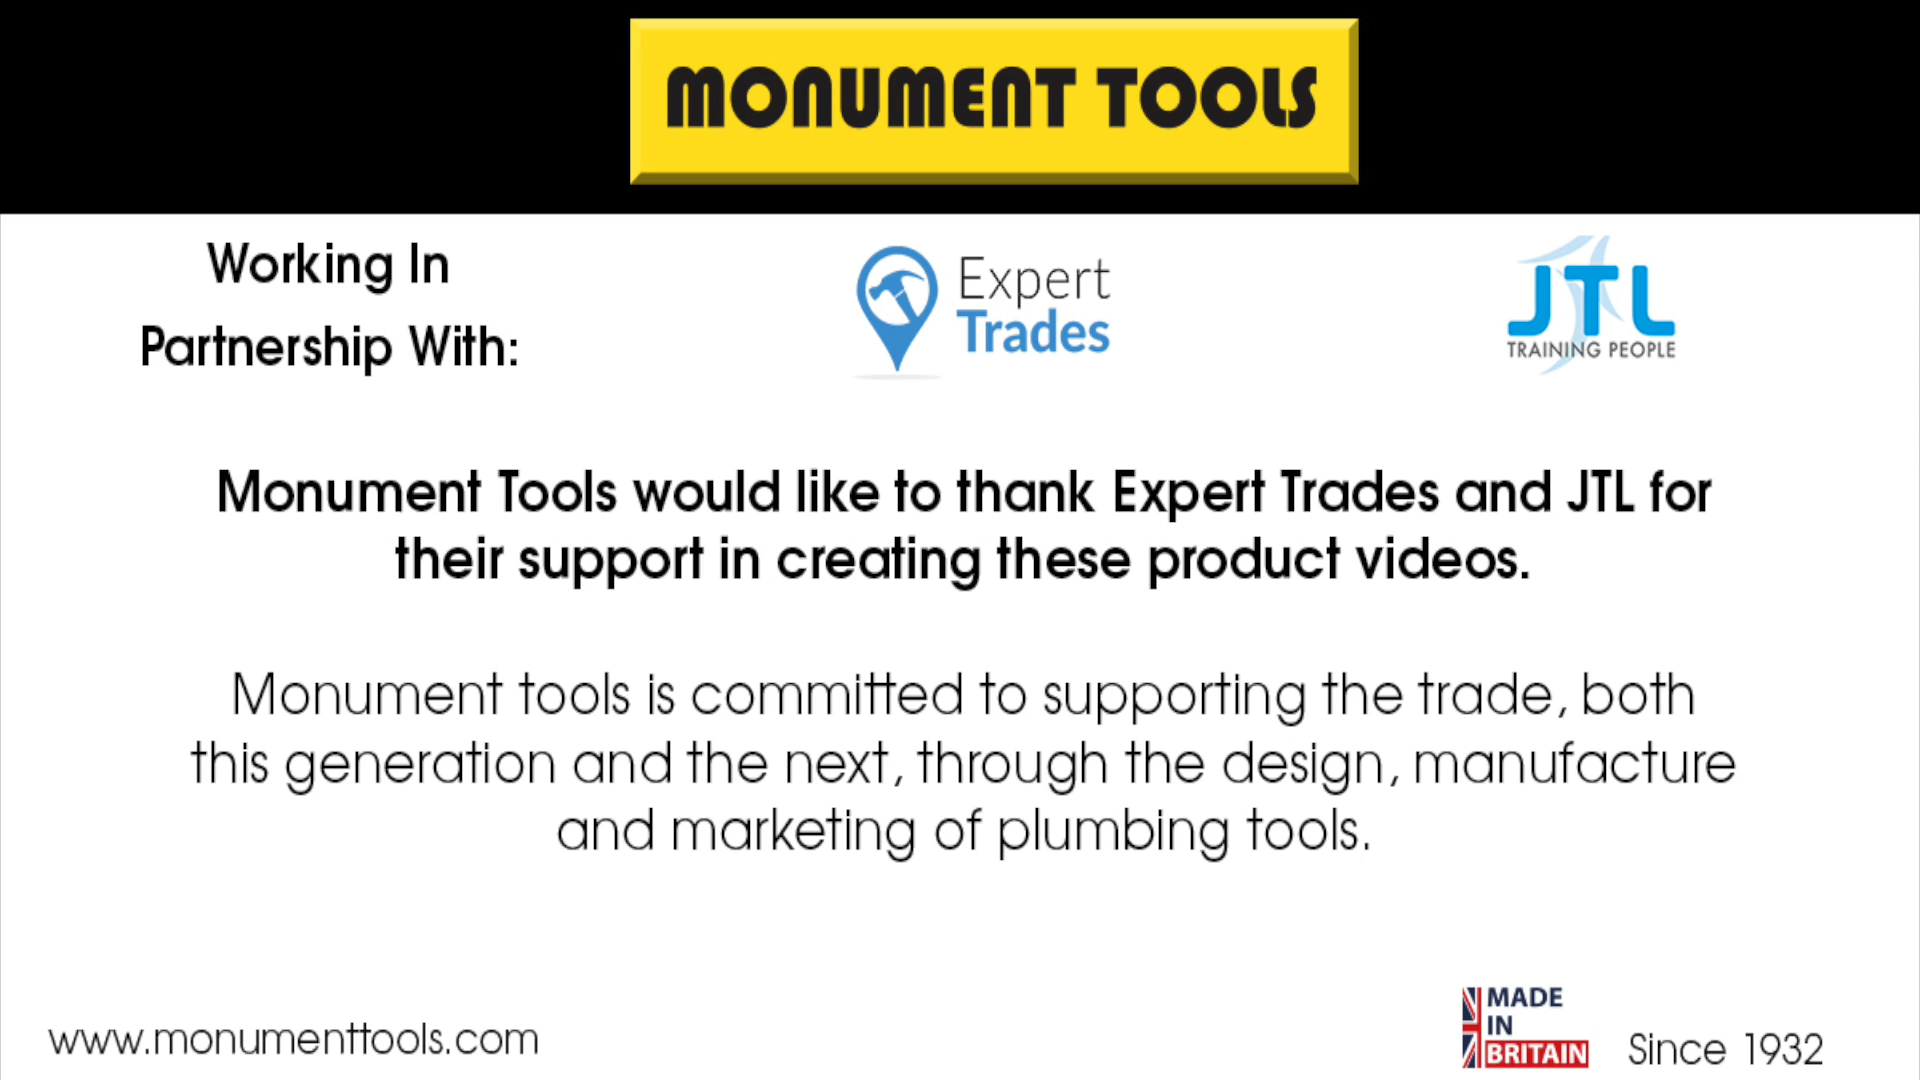 MONUMENT TOOLS
Working In
Partnership With:
Expert
Trades
JTL
TRAINING PEOPLE
Monument Tools would like to thank Expert Trades and JTL for
their support in creating these product videos.
Monument tools is committed to supporting the trade, both
this generation and the next, through the design, manufacture
and marketing of plumbing tools.
www.monumenttools.com
MADE
IN
BRITAIN
Since 1932